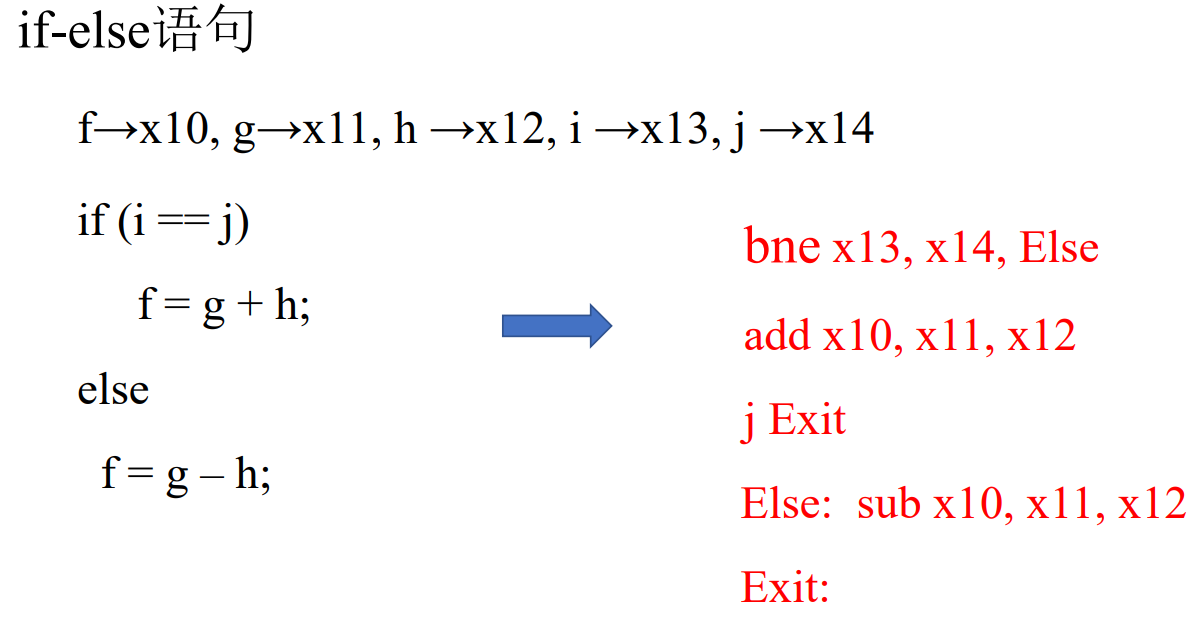 if-else语句
f→x10, g→x11, h →x12, i →x13, j →x14
if (i == j)
f = g + h;
else
f = g – h;
bne x13, x14, Else
add x10, x11, x12
j Exit
Else:  sub x10, x11, x12
Exit: